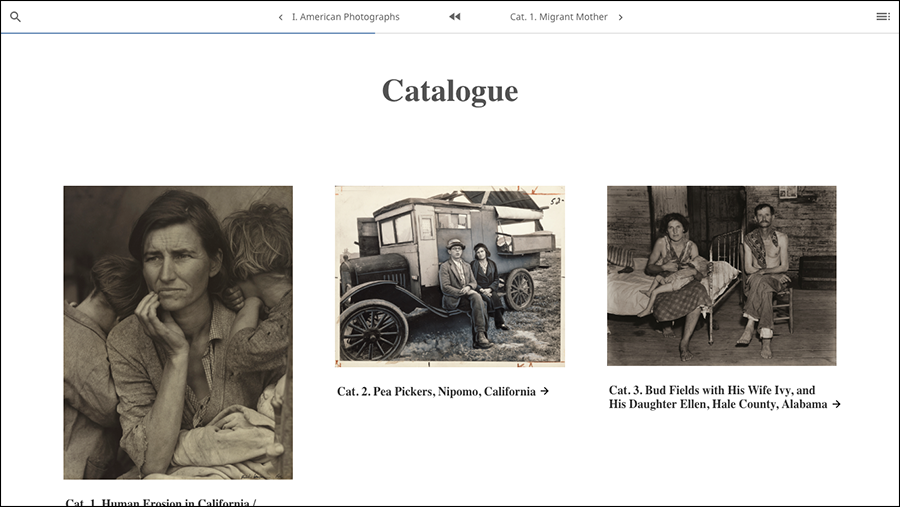 I. American Photographs
Cat. 1. Migrant Mother
Catalogue
52-
Cat. 2. Pea Pickers, Nipomo, California →
Cat. 3. Bud Fields with His Wife Ivy, and
His Daughter Ellen, Hale County, Alabama →
Cat. 1. Human Erosion in California /